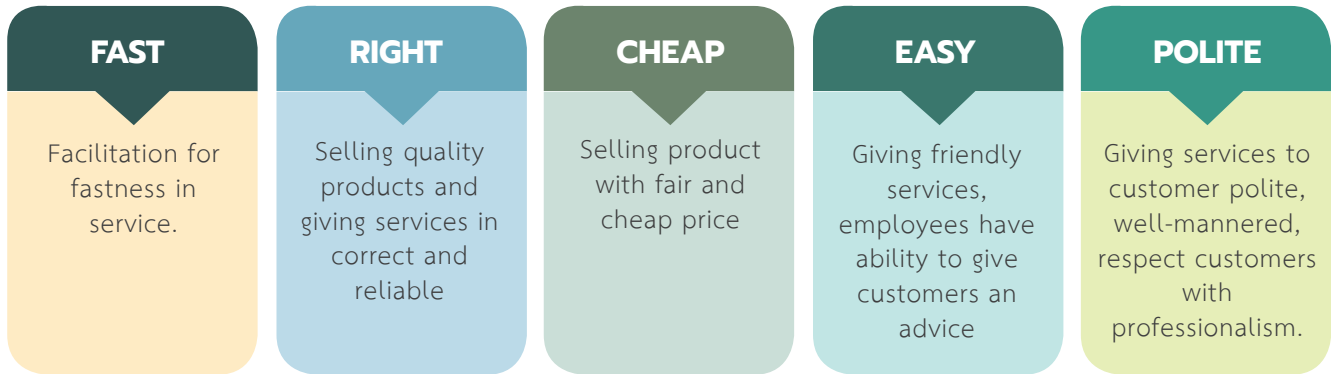 FAST
Facilitation for
fastness in
service.
RIGHT
Selling quality
products and
giving services in
correct and
reliable
CHEAP
Selling product
with fair and
cheap price
EASY
Giving friendly
services,
employees have
ability to give
customers an
advice
POLITE
Giving services to
customer polite,
well-mannered,
respect customers
with
professionalism.